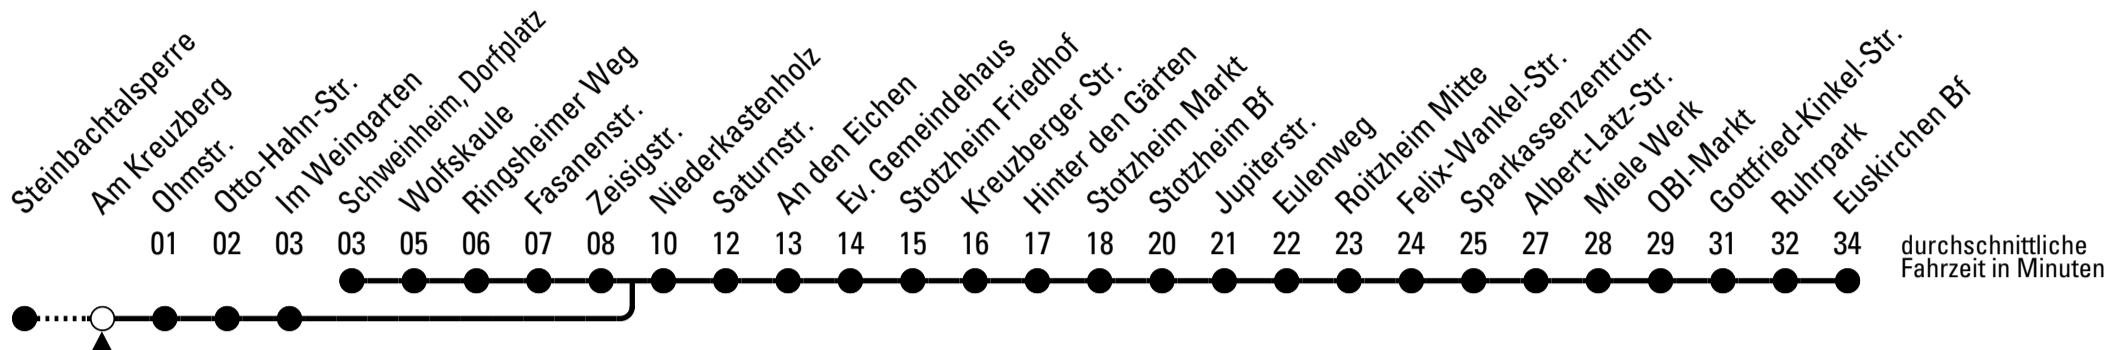 Steinbachtalsperre
Am Kreuzberg
Ohmstr.
Otto-Hahn-Str.
Im Weingarten
Schweinheim, Dorfplatz
Wolfskaule
Ringsheimer Weg
Fasanenstr.
Zeisigstr.
Niederkastenholz
Saturnstr.
An den Eichen
Ev. Gemeindehaus
Stotzheim Friedhof
Kreuzberger Str.
Hinter den Gärten
Stotzheim Markt
Stotzheim Bf
Jupiterstr.
Eulenweg
Roitzheim Mitte
Felix-Wankel-Str.
Sparkassenzentrum
Albert-Latz-Str.
Miele Werk
OBI-Markt
Gottfried-Kinkel-Str.
Ruhrpark
Euskirchen Bf
01 02 03 03 05 06 07 08 10 12 13 14 15 16 17 18 20 21 22 23 24 25 27 28 29 31 32 34
durchschnittliche
Fahrzeit in Minuten